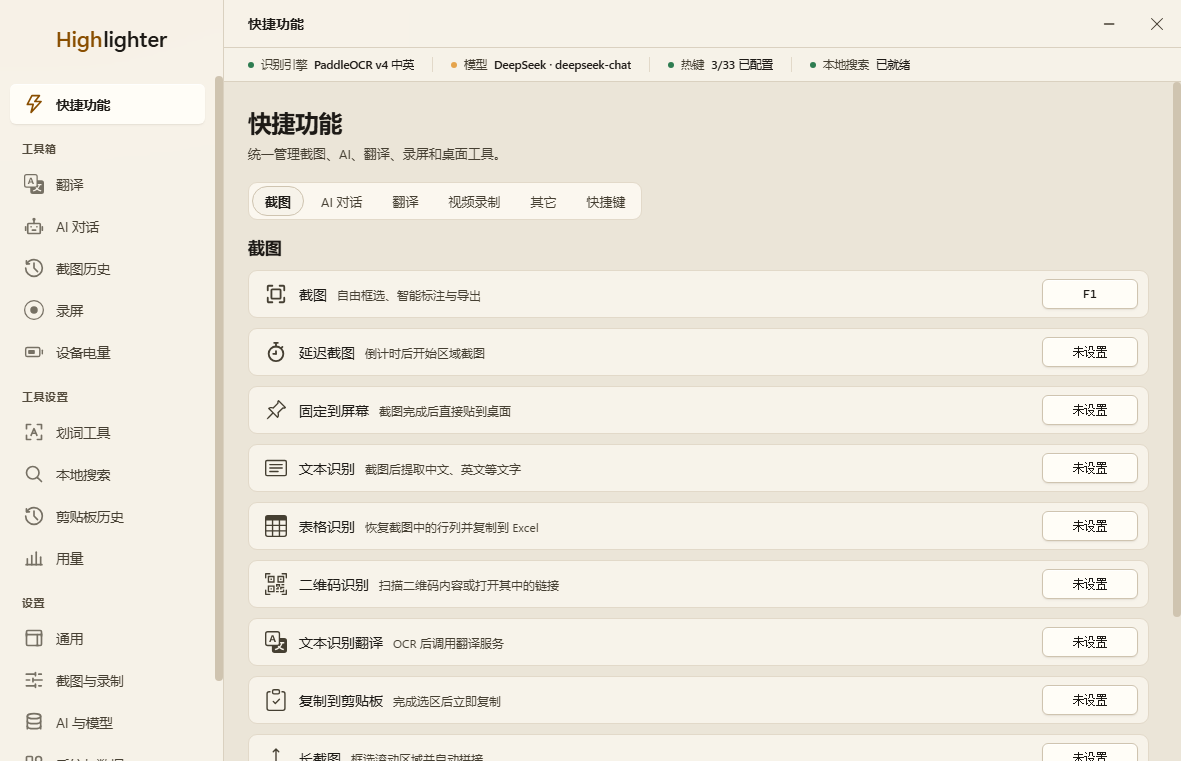 Highlighter
快捷功能
工具箱
翻译
AI 对话
截图历史
录屏
设备电量
工具设置
划词工具
本地搜索
剪贴板历史
用量
设置
通用
截图与录制
AI 与模型
快捷功能
识别引擎 PaddleOCR v4 中英
模型 DeepSeek · deepseek-chat
热键 3/33 已配置
本地搜索 已就绪
快捷功能
统一管理截图、AI、翻译、录屏和桌面工具。
截图 AI 对话 翻译 视频录制 其它 快捷键
截图
截图 自由框选、智能标注与导出 F1
延迟截图 倒计时后开始区域截图 未设置
固定到屏幕 截图完成后直接贴到桌面 未设置
文本识别 截图后提取中文、英文等文字 未设置
表格识别 恢复截图中的行列并复制到 Excel 未设置
二维码识别 扫描二维码内容或打开其中的链接 未设置
文本识别翻译 OCR 后调用翻译服务 未设置
复制到剪贴板 完成选区后立即复制 未设置
长截图 框选滚动区域并自动拼接 未设置